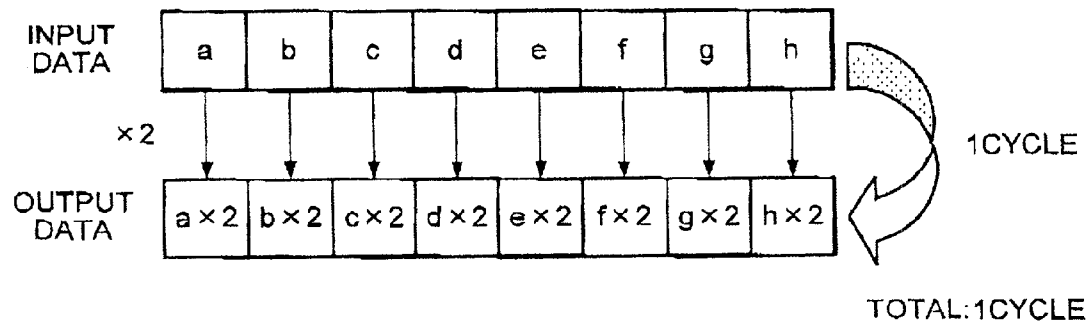 INPUT DATA
a b c d e f g h
×2
1CYCLE
OUTPUT DATA
a×2 b×2 c×2 d×2 e×2 f×2 g×2 h×2
TOTAL:1CYCLE